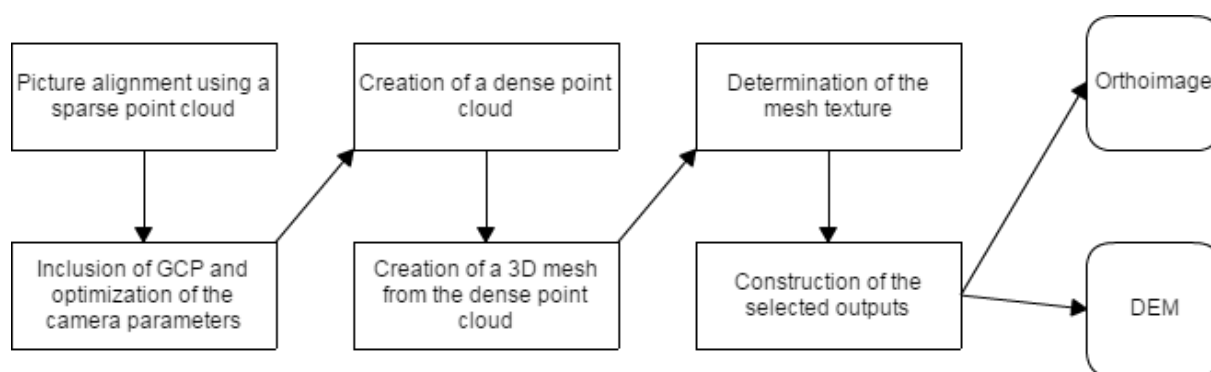 Picture alignment using a
sparse point cloud
Inclusion of GCP and
optimization of the
camera parameters
Creation of a dense point
cloud
Creation of a 3D mesh
from the dense point
cloud
Determination of the
mesh texture
Construction of the
selected outputs
Orthoimage
DEM